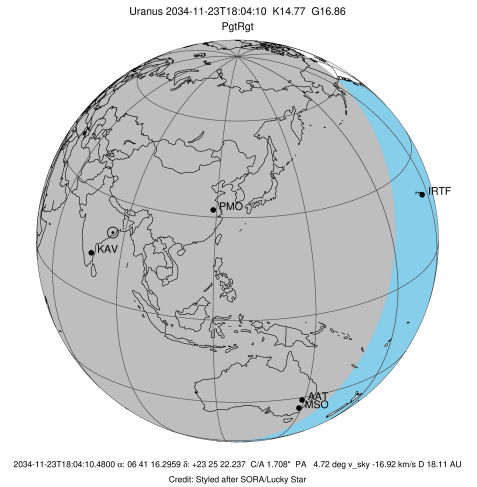 Uranus 2034-11-23T18:04:10 K14.77 G16.86
PgtRgt
IRTF
PMO
KAV
AAT
MSO
2034-11-23T18:04:10.4800 α: 06 41 16.2959 δ: +23 25 22.237 C/A 1.708" PA 4.72 deg v_sky -16.92 km/s D 18.11 AU
Credit: Styled after SORA/Lucky Star